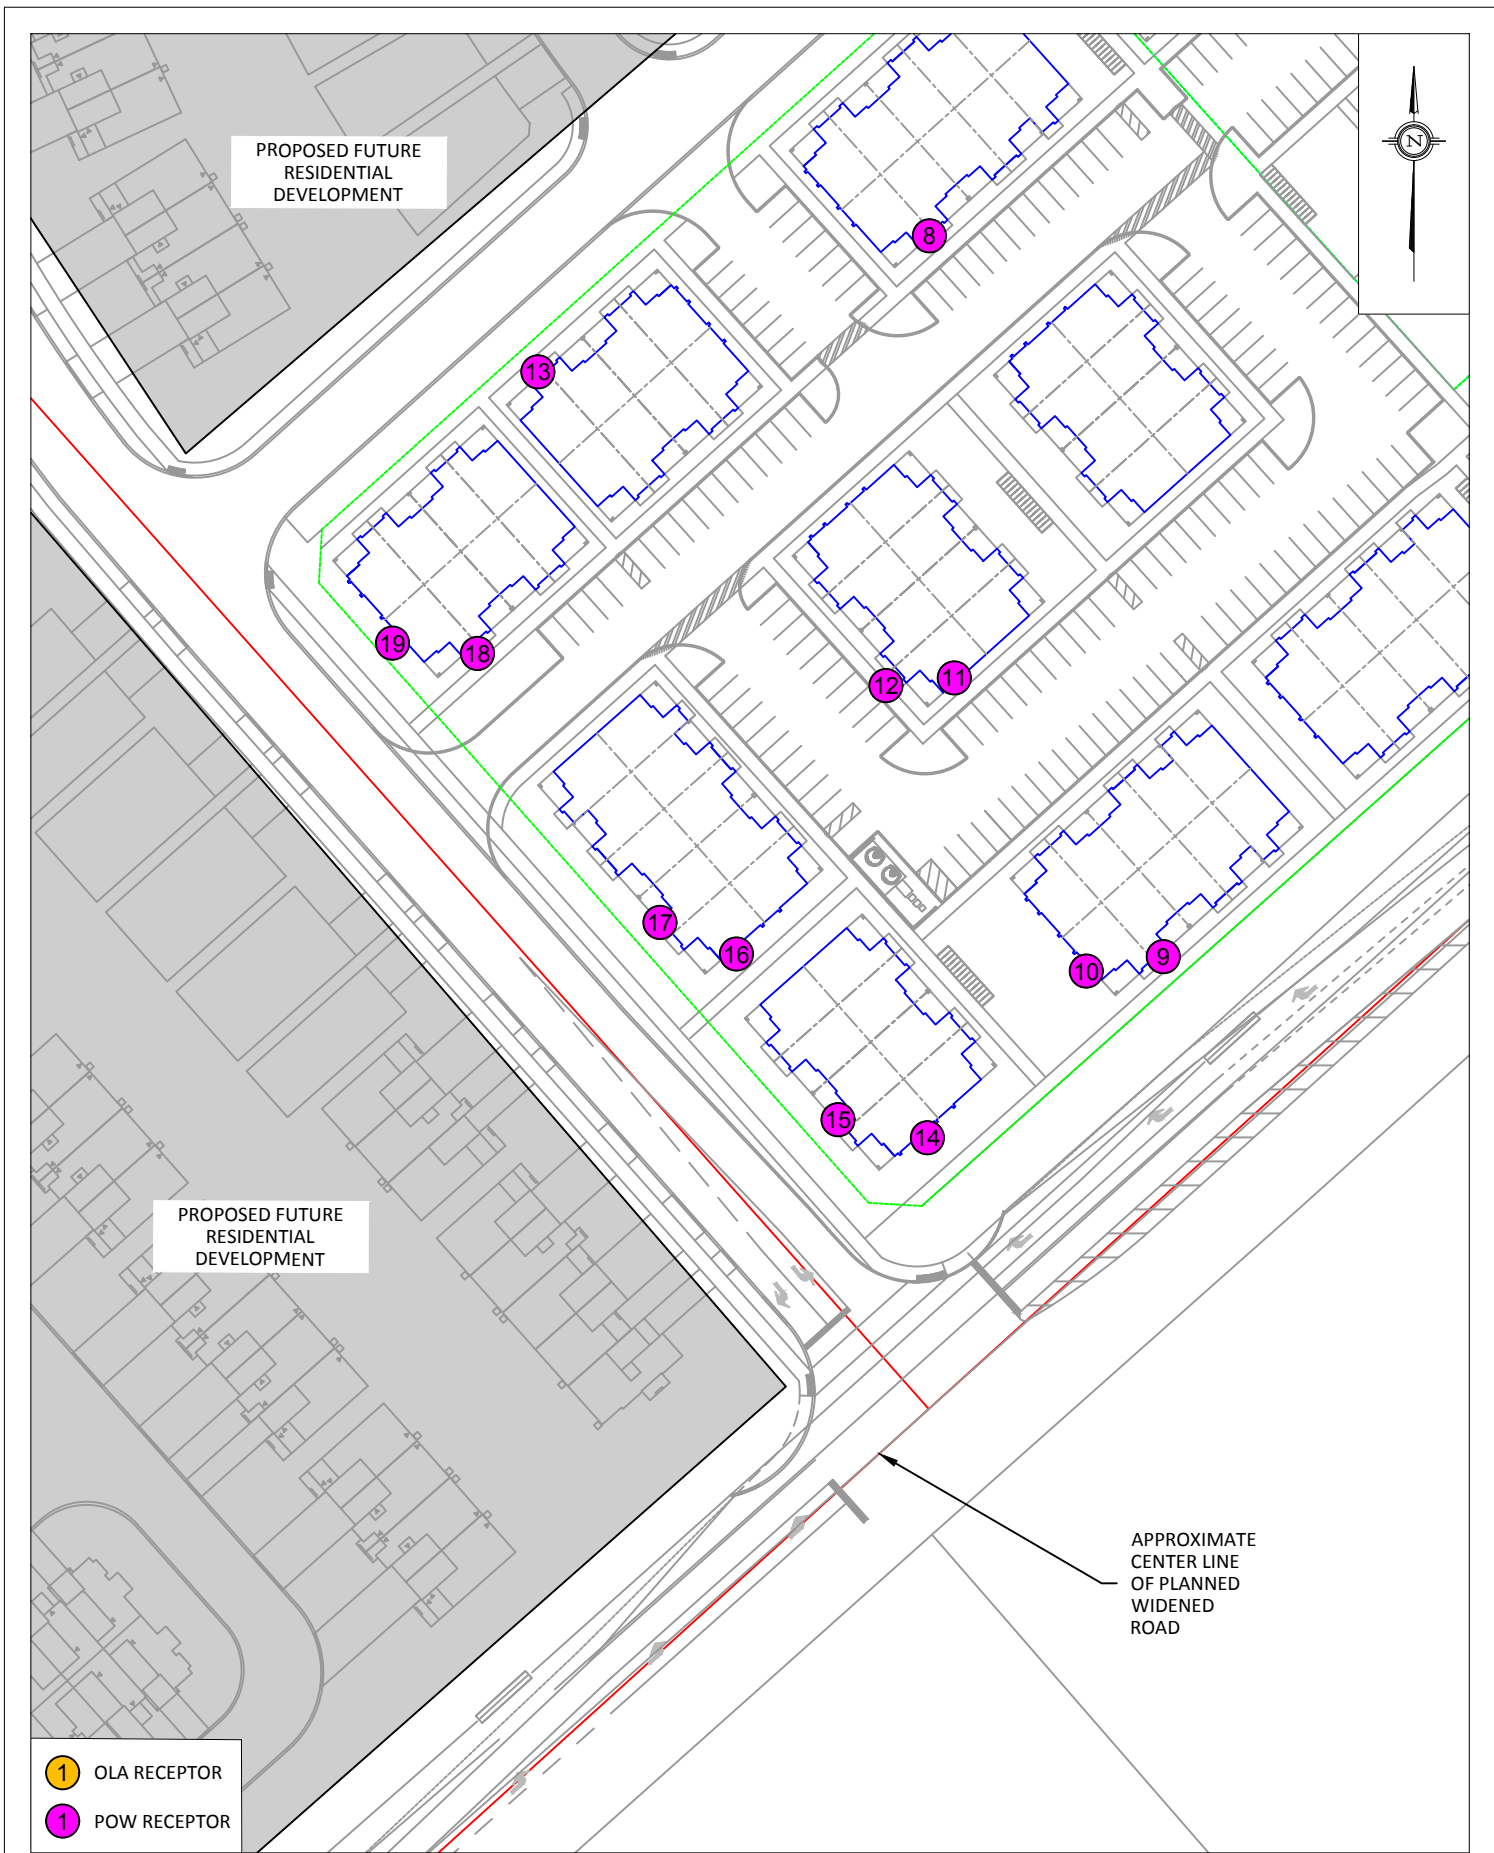 PROPOSED FUTURE
RESIDENTIAL
DEVELOPMENT
N
8
13
19
18
12
11
17
16
10
9
15
14
PROPOSED FUTURE
RESIDENTIAL
DEVELOPMENT
APPROXIMATE
CENTER LINE
OF PLANNED
WIDENED
ROAD
1 OLA RECEPTOR
1 POW RECEPTOR